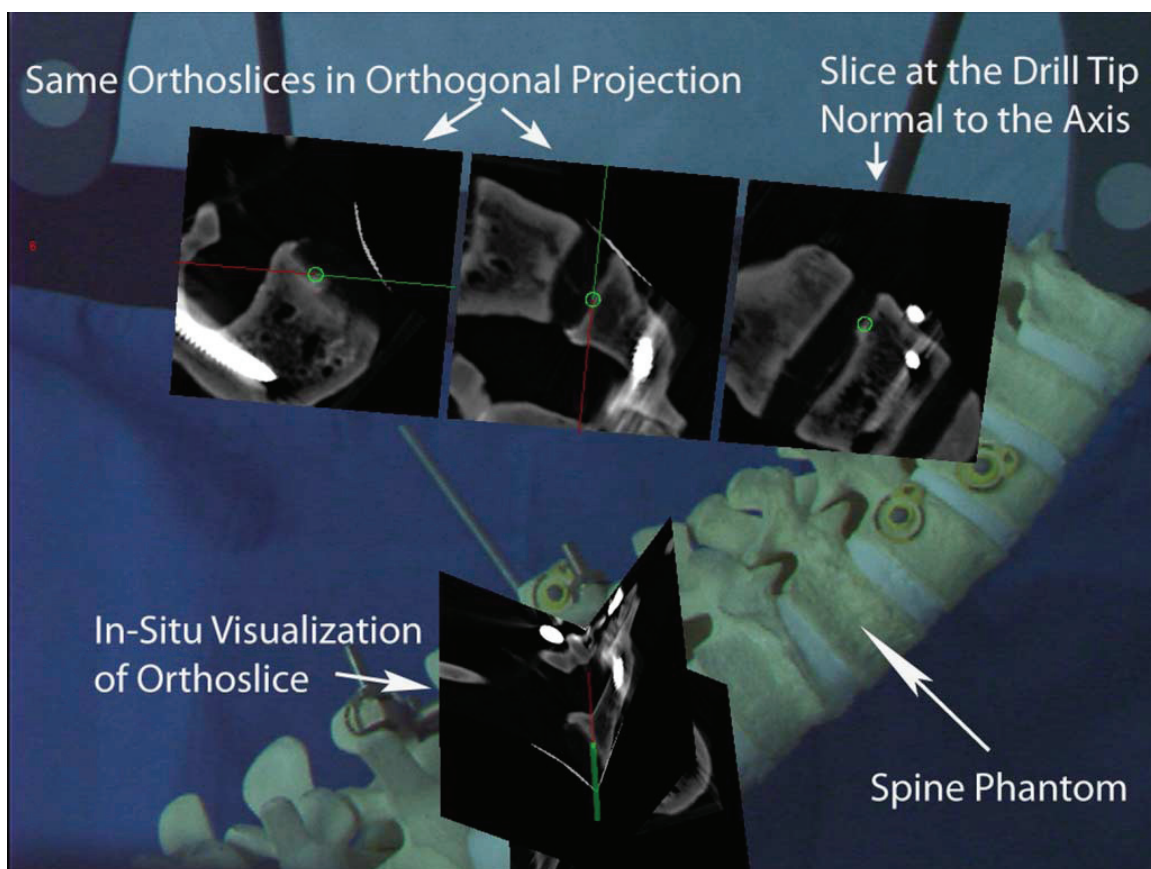 Same Orthoslices in Orthogonal Projection
Slice at the Drill Tip
Normal to the Axis
In-Situ Visualization
of Orthoslice
Spine Phantom